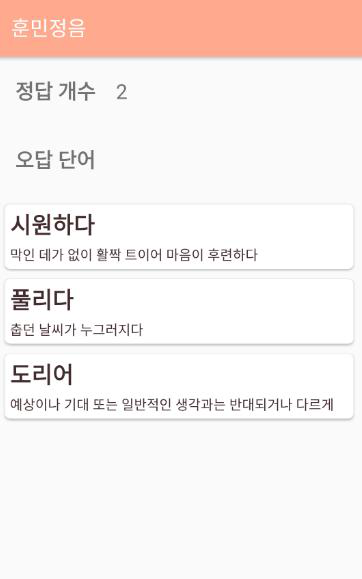 훈민정음
정답 개수 2
오답 단어
시원하다
막힌 데가 없이 활짝 트이어 마음이 후련하다
풀리다
춥던 날씨가 누그러지다
도리어
예상이나 기대 또는 일반적인 생각과는 반대되거나 다르게